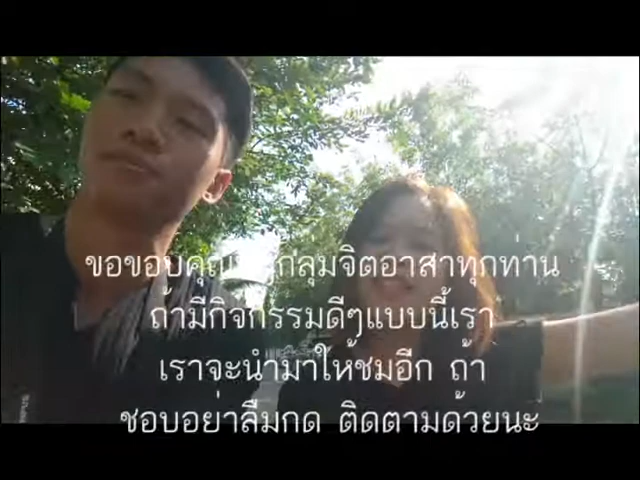 ขอขอบคุณ กลุ่มจิตอาสาทุกท่าน
ถ้ามีกิจกรรมดีๆแบบนี้เรา
เราจะนำมาให้ชมอีก ถ้า
ชอบอย่าลืมกด ติดตามด้วยนะ